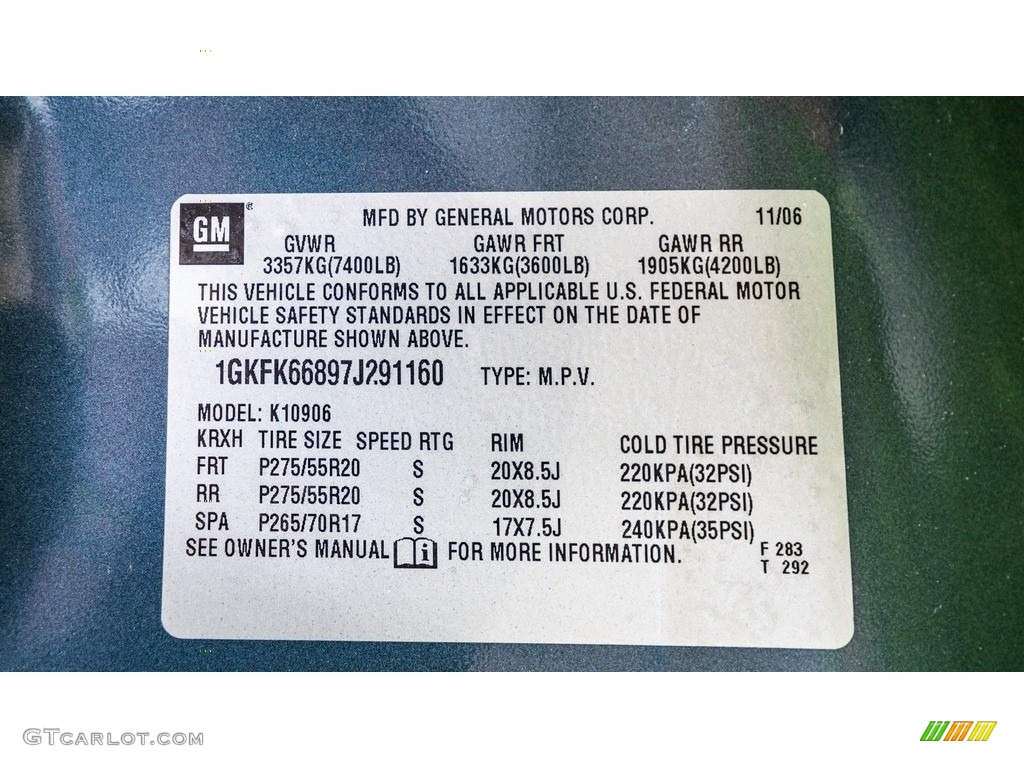 GM
MFD BY GENERAL MOTORS CORP. 11/06
GVWR GAWR FRT GAWR RR
3357KG(7400LB) 1633KG(3600LB) 1905KG(4200LB)
THIS VEHICLE CONFORMS TO ALL APPLICABLE U.S. FEDERAL MOTOR
VEHICLE SAFETY STANDARDS IN EFFECT ON THE DATE OF
MANUFACTURE SHOWN ABOVE.
1GKFK66897J291160 TYPE: M.P.V.
MODEL: K10906
KRXH TIRE SIZE SPEED RTG RIM COLD TIRE PRESSURE
FRT P275/55R20 S 20X8.5J 220KPA(32PSI)
RR P275/55R20 S 20X8.5J 220KPA(32PSI)
SPA P265/70R17 S 17X7.5J 240KPA(35PSI)
SEE OWNER'S MANUAL i FOR MORE INFORMATION. F 283
T 292
GTCARLOT.COM